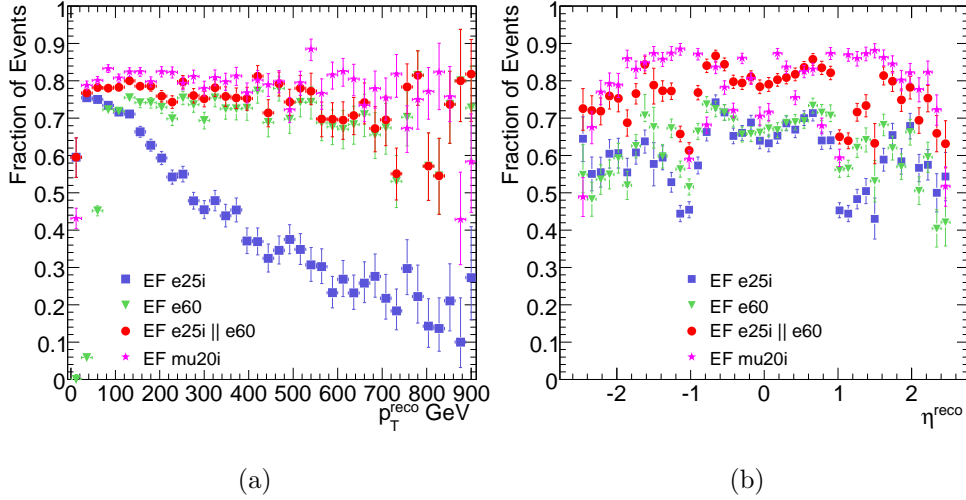 Fraction of Events
1
0.9
0.8
0.7
0.6
0.5
0.4
0.3
0.2
0.1
0
EF e25i
EF e60
EF e25i || e60
EF mu20i
0 100 200 300 400 500 600 700 800 900
p_T^reco GeV
(a)
Fraction of Events
1
0.9
0.8
0.7
0.6
0.5
0.4
0.3
0.2
0.1
0
EF e25i
EF e60
EF e25i || e60
EF mu20i
-2 -1 0 1 2
η^reco
(b)